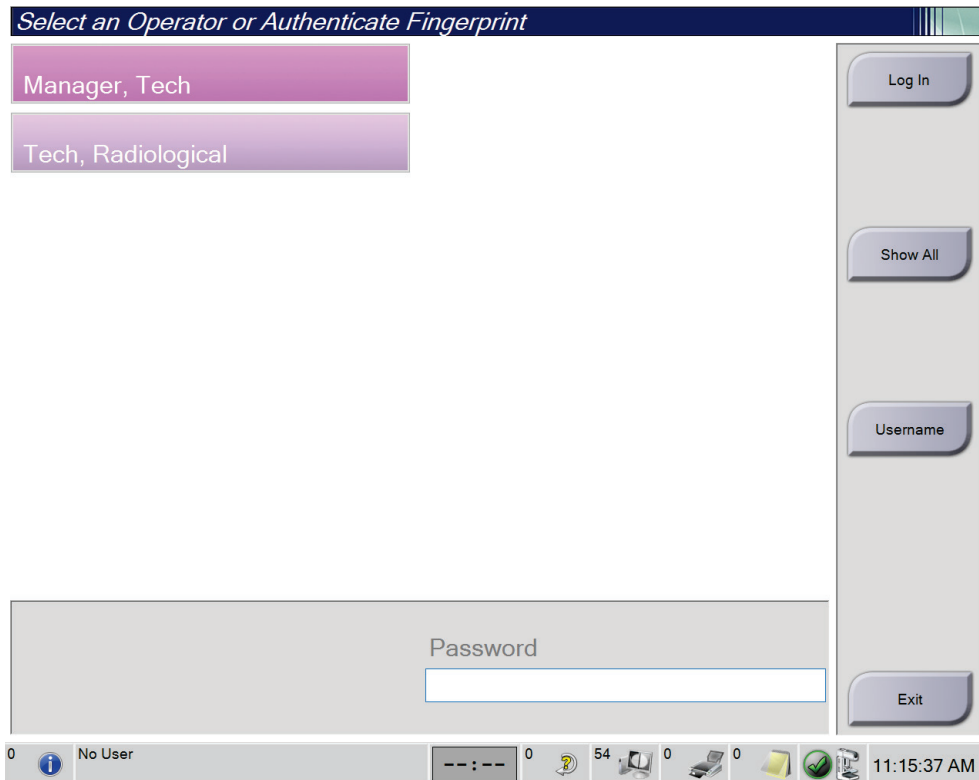 Select an Operator or Authenticate Fingerprint
Manager, Tech
Tech, Radiological
Log In
Show All
Username
Password
Exit
0
No User
--:--
0
54
0
0
11:15:37 AM